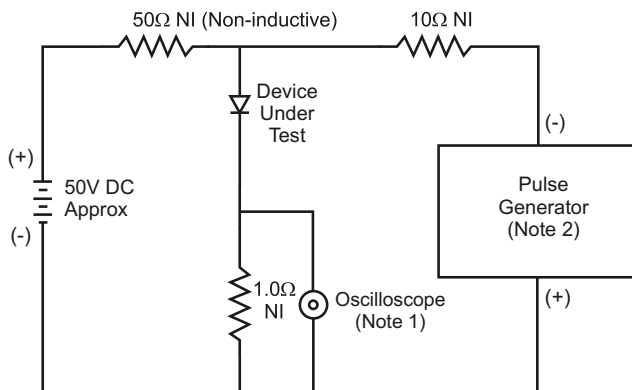 50Ω NI (Non-inductive)
10Ω NI
Device
Under
Test
(-)
(+)
50V DC
Approx
(-)
Pulse
Generator
(Note 2)
1.0Ω
NI
Oscilloscope
(Note 1)
(+)